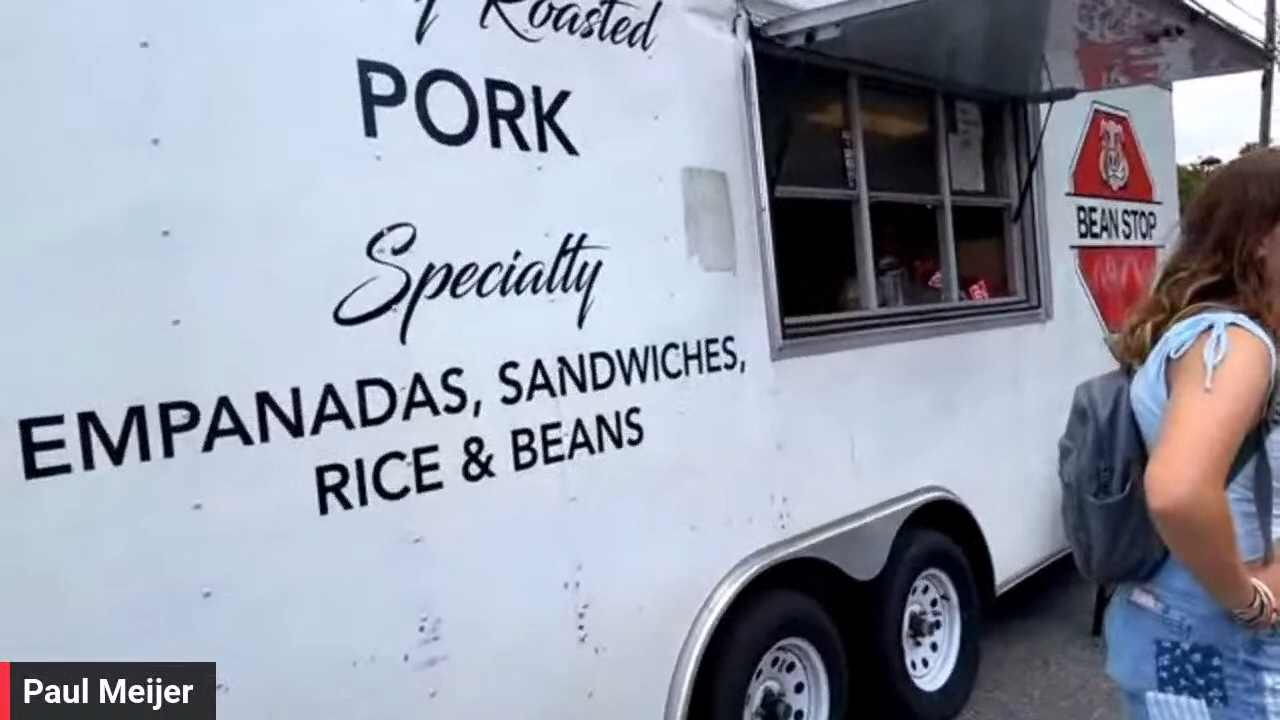 Roasted
PORK
Specialty
EMPANADAS, SANDWICHES,
RICE & BEANS
BEAN STOP
Paul Meijer